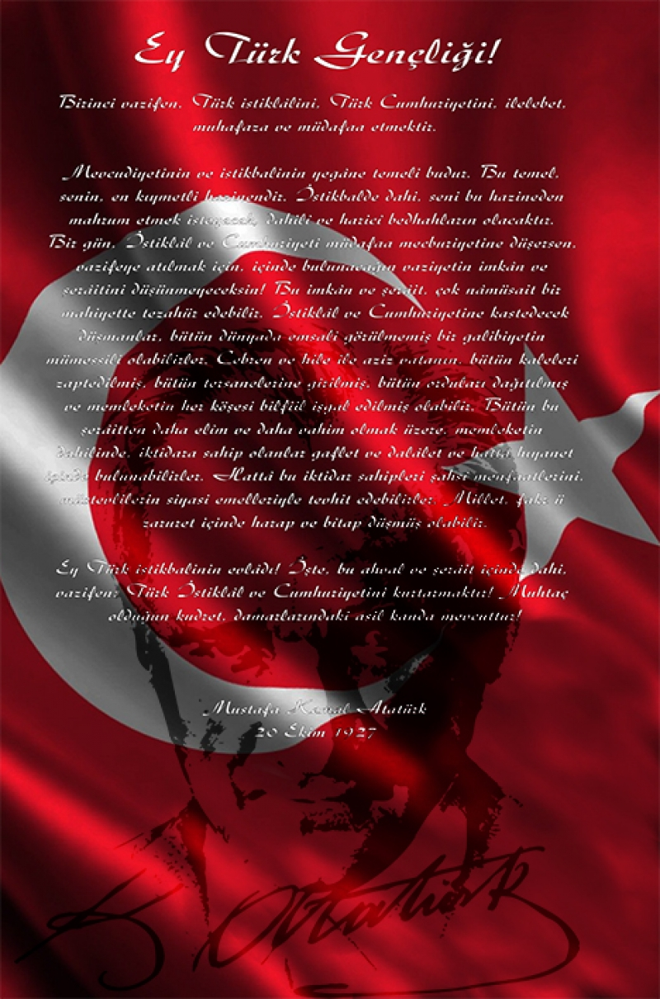 Ey Türk Gençliği!
Birinci vazifen, Türk istiklâlini, Türk Cumhuriyetini, ilelebet,
muhafaza ve müdafaa etmektir.
Mevcudiyetinin ve istikbalinin yegâne temeli budur. Bu temel,
senin, en kıymetli hazinendir. İstikbalde dahi, seni bu hazineden
mahrum etmek isteyecek, dahilî ve haricî bedhahların olacaktır.
Bir gün, İstiklâl ve Cumhuriyeti müdafaa mecburiyetine düşersen,
vazifeye atılmak için, içinde bulunacağın vaziyetin imkân ve
şerâitini düşünmeyeceksin! Bu imkân ve şerâit, çok nâmüsait bir
mahiyette tezahür edebilir. İstiklâl ve Cumhuriyetine kastedecek
düşmanlar, bütün dünyada emsali görülmemiş bir galibiyetin
mümessili olabilirler. Cebren ve hile ile aziz vatanın, bütün kaleleri
zaptedilmiş, bütün tersanelerine girilmiş, bütün orduları dağıtılmış
ve memleketin her köşesi bilfiil işgal edilmiş olabilir. Bütün bu
şerâitten daha elim ve daha vahim olmak üzere, memleketin
dahilinde, iktidara sahip olanlar gaflet ve dalâlet ve hattâ hıyanet
içinde bulunabilirler. Hattâ bu iktidar sahipleri şahsî menfaatlerini,
müstevlilerin siyasi emelleriyle tevhit edebilirler. Millet, fakr ü
zaruret içinde harap ve bîtap düşmüş olabilir.
Ey Türk istikbalinin evlâdı! İşte, bu ahval ve şerâit içinde dahi,
vazifen; Türk İstiklâl ve Cumhuriyetini kurtarmaktır! Muhtaç
olduğun kudret, damarlarındaki asil kanda mevcuttur!
Mustafa Kemal Atatürk
20 Ekim 1927
K. Atatürk